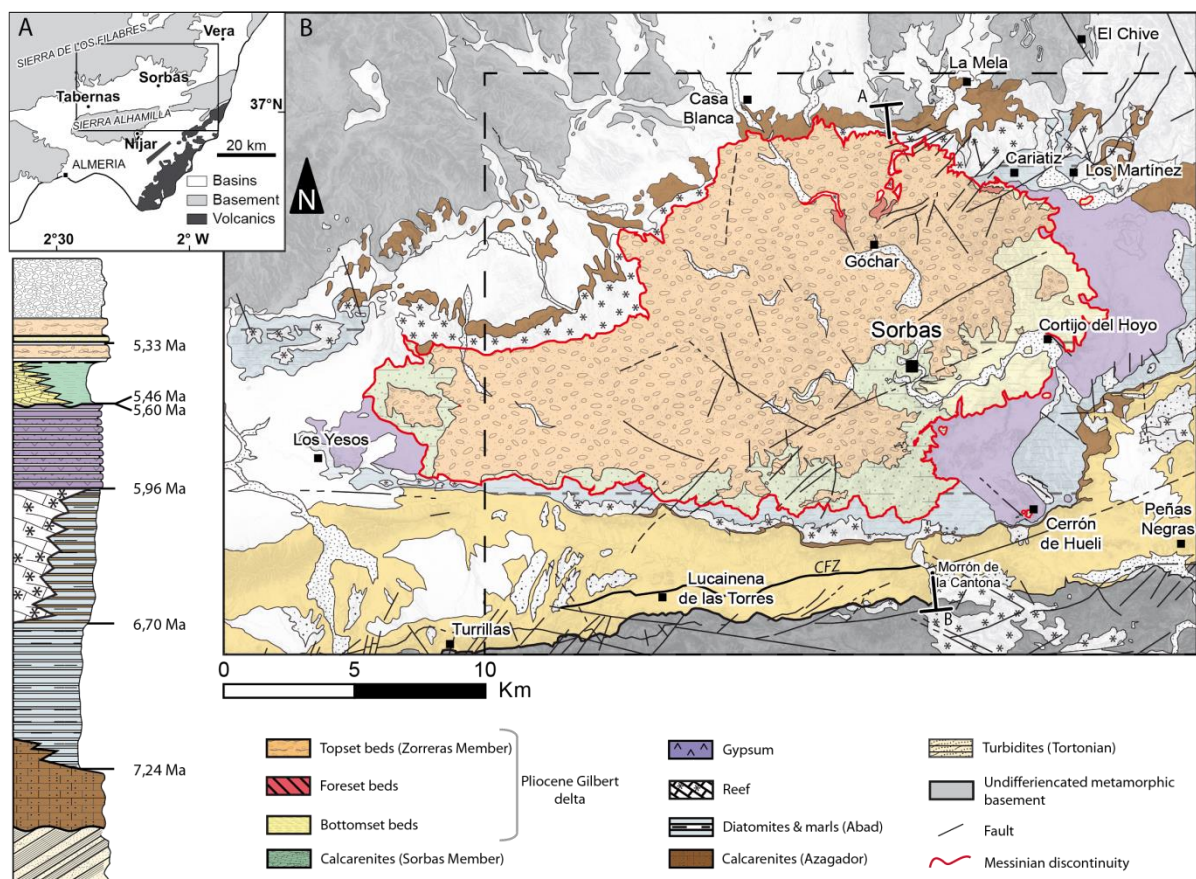 A
SIERRA DE LOS FILABRES
Vera
Sorbas
Tabernas
37°N
SIERRA ALHAMILLA
Níjar
20 km
ALMERIA
Basins
Basement
Volcanics
2°30
2° W
B
N
El Chive
La Mela
A
Casa
Blanca
Cariatiz
Los Martínez
Góchar
Sorbas
Cortijo del Hoyo
Los Yesos
Cerrón
de Hueli
Peñas
Negras
CFZ
Morrón de
la Cantona
Lucainena
de las Torres
B
Turrillas
0
5
10
Km
5,33 Ma
5,46 Ma
5,60 Ma
5,96 Ma
6,70 Ma
7,24 Ma
Topset beds (Zorreras Member)
Foreset beds
Bottomset beds
Pliocene Gilbert
delta
Calcarenites (Sorbas Member)
Gypsum
Reef
Diatomites & marls (Abad)
Calcarenites (Azagador)
Turbidites (Tortonian)
Undifferencated metamorphic
basement
Fault
Messinian discontinuity